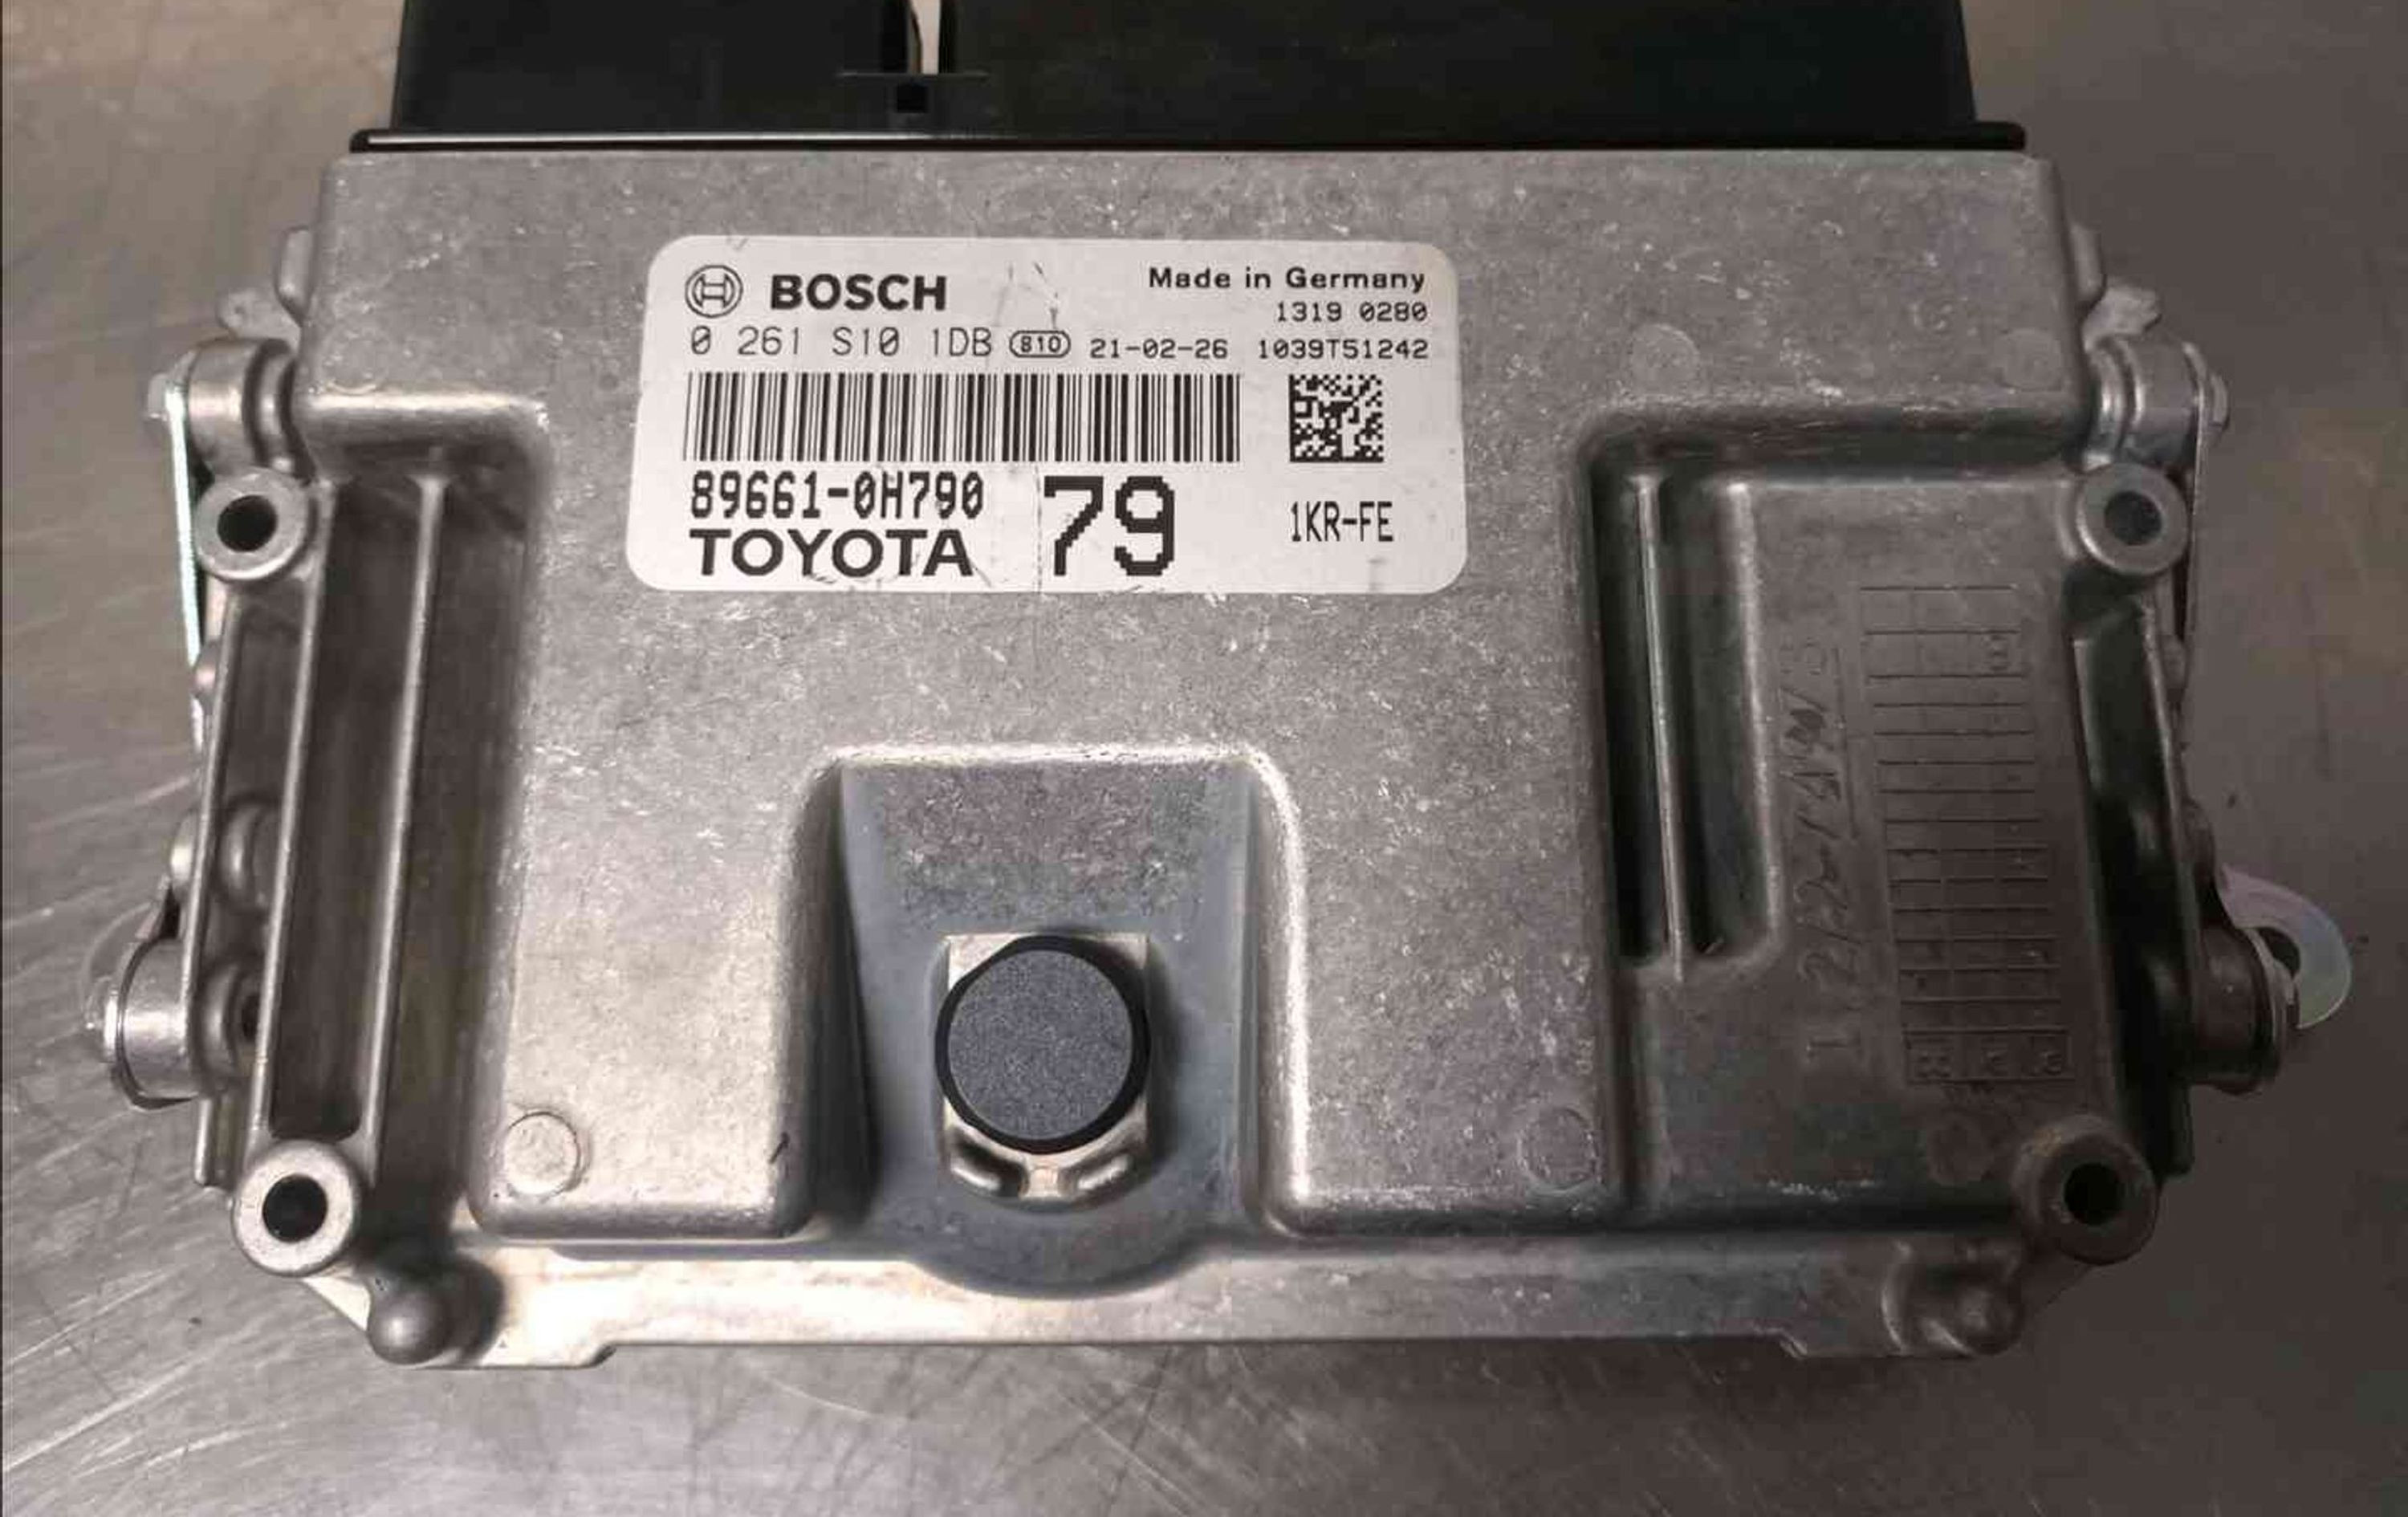 BOSCH
Made in Germany
1319 0280
0 261 S10 1DB 810 21-02-26 1039T51242
89661-0H790
79
1KR-FE
TOYOTA